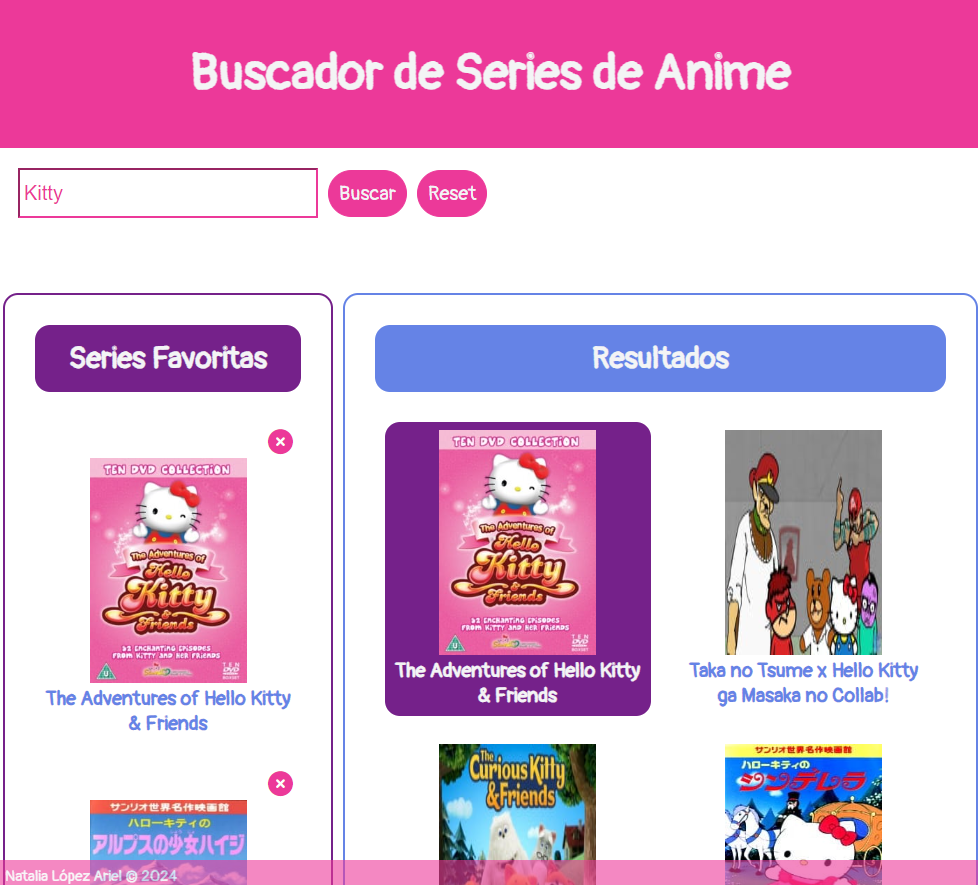 Buscador de Series de Anime
Kitty
Buscar
Reset
Series Favoritas
Resultados
×
TEN DVD COLLECTION
The Adventures of
Hello
Kitty
& Friends
52 ENCHANTING EPISODES
FROM KITTY AND HER FRIENDS
U
TEN
DVD
BOXSET
The Adventures of Hello Kitty
& Friends
×
サンリオ世界名作映画館
ハローキティの
アルプスの少女ハイジ
TEN DVD COLLECTION
The Adventures of
Hello
Kitty
& Friends
52 ENCHANTING EPISODES
FROM KITTY AND HER FRIENDS
U
TEN
DVD
BOXSET
The Adventures of Hello Kitty
& Friends
Taka no Tsume x Hello Kitty
ga Masaka no Collab!
The
Curious Kitty
& Friends
サンリオ世界名作映画館
ハローキティの
シンデレラ
Natalia López Ariel © 2024